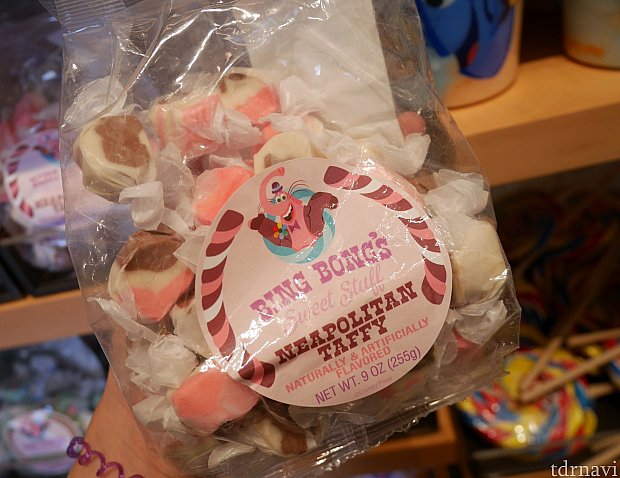 BING BONG'S
Sweet Stuff
NEAPOLITAN
TAFFY
NATURALLY & ARTIFICIALLY
FLAVORED
NET WT. 9 OZ (255g)
tdrnavi